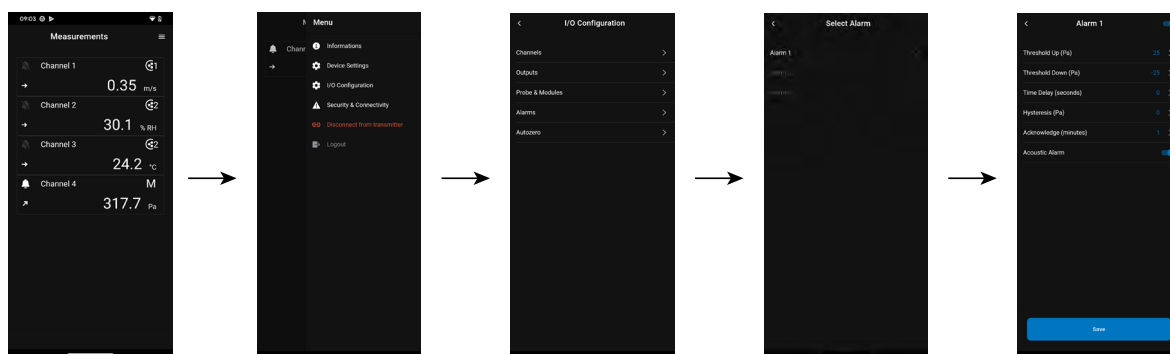 09:03
Measurements
Channel 1 1
0.35 m/s
Channel 2 2
30.1 % RH
Channel 3 2
24.2 °C
Channel 4 M
317.7 Pa
Menu
Chann
Informations
Device Settings
I/O Configuration
Security & Connectivity
Disconnect from transmitter
Logout
I/O Configuration
Channels
Outputs
Probe & Modules
Alarms
Autozero
Select Alarm
Alarm 1
Alarm 1
Threshold Up (Pa) 25
Threshold Down (Pa) -25
Time Delay (seconds) 0
Hysteresis (Pa) 0
Acknowledge (minutes) 1
Acoustic Alarm
Save